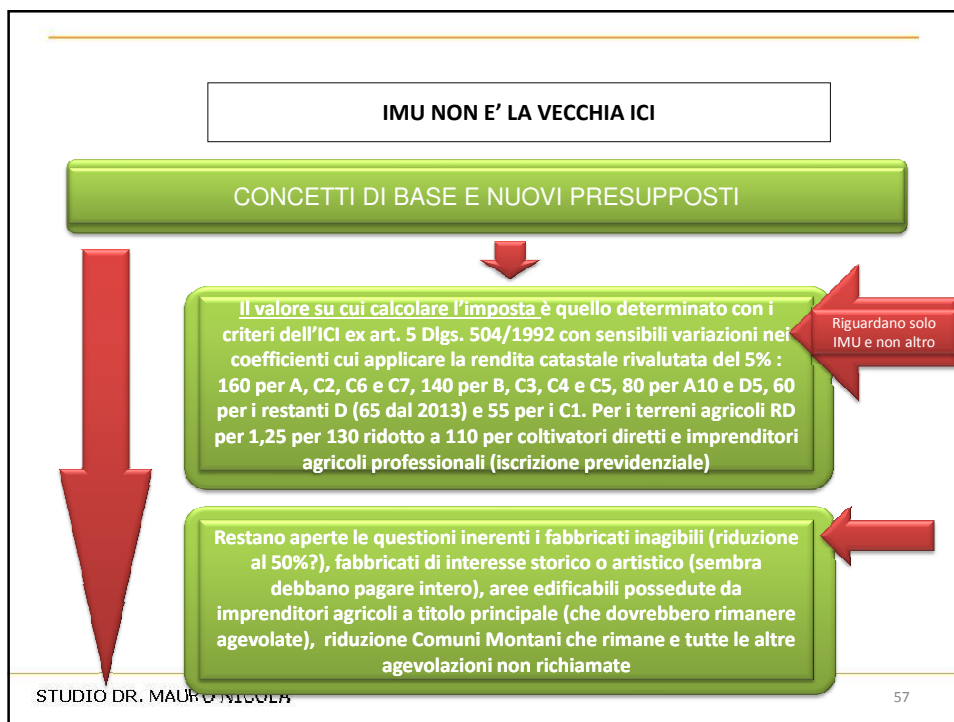 IMU NON E’ LA VECCHIA ICI
CONCETTI DI BASE E NUOVI PRESUPPOSTI
Il valore su cui calcolare l’imposta è quello determinato con i
criteri dell’ICI ex art. 5 Dlgs. 504/1992 con sensibili variazioni nei
coefficienti cui applicare la rendita catastale rivalutata del 5% :
160 per A, C2, C6 e C7, 140 per B, C3, C4 e C5, 80 per A10 e D5, 60
per i restanti D (65 dal 2013) e 55 per i C1. Per i terreni agricoli RD
per 1,25 per 130 ridotto a 110 per coltivatori diretti e imprenditori
agricoli professionali (iscrizione previdenziale)
Riguardano solo
IMU e non altro
Restano aperte le questioni inerenti i fabbricati inagibili (riduzione
al 50%?), fabbricati di interesse storico o artistico (sembra
debbano pagare intero), aree edificabili possedute da
imprenditori agricoli a titolo principale (che dovrebbero rimanere
agevolate), riduzione Comuni Montani che rimane e tutte le altre
agevolazioni non richiamate
STUDIO DR. MAURO NICOLA
57